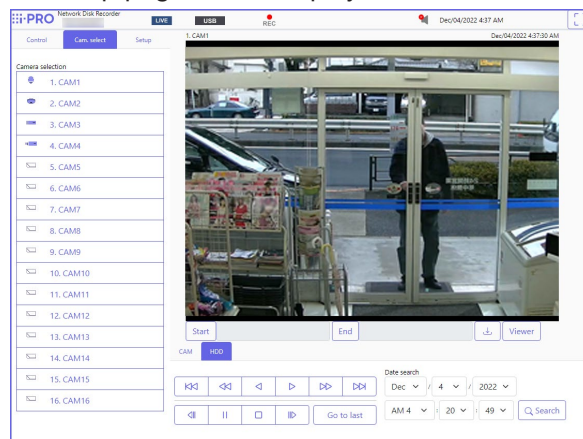 i-PRO Network Disk Recorder
LIVE
USB
REC
Dec/04/2022 4:37 AM
Control
Cam. select
Setup
1. CAM1
Dec/04/2022 4:37:30 AM
Camera selection
1. CAM1
2. CAM2
3. CAM3
4. CAM4
5. CAM5
6. CAM6
7. CAM7
8. CAM8
9. CAM9
10. CAM10
11. CAM11
12. CAM12
13. CAM13
14. CAM14
15. CAM15
16. CAM16
Start
End
Viewer
CAM
HDD
Date search
Dec / 4 / 2022
AM 4 : 20 : 49
Search
Go to last